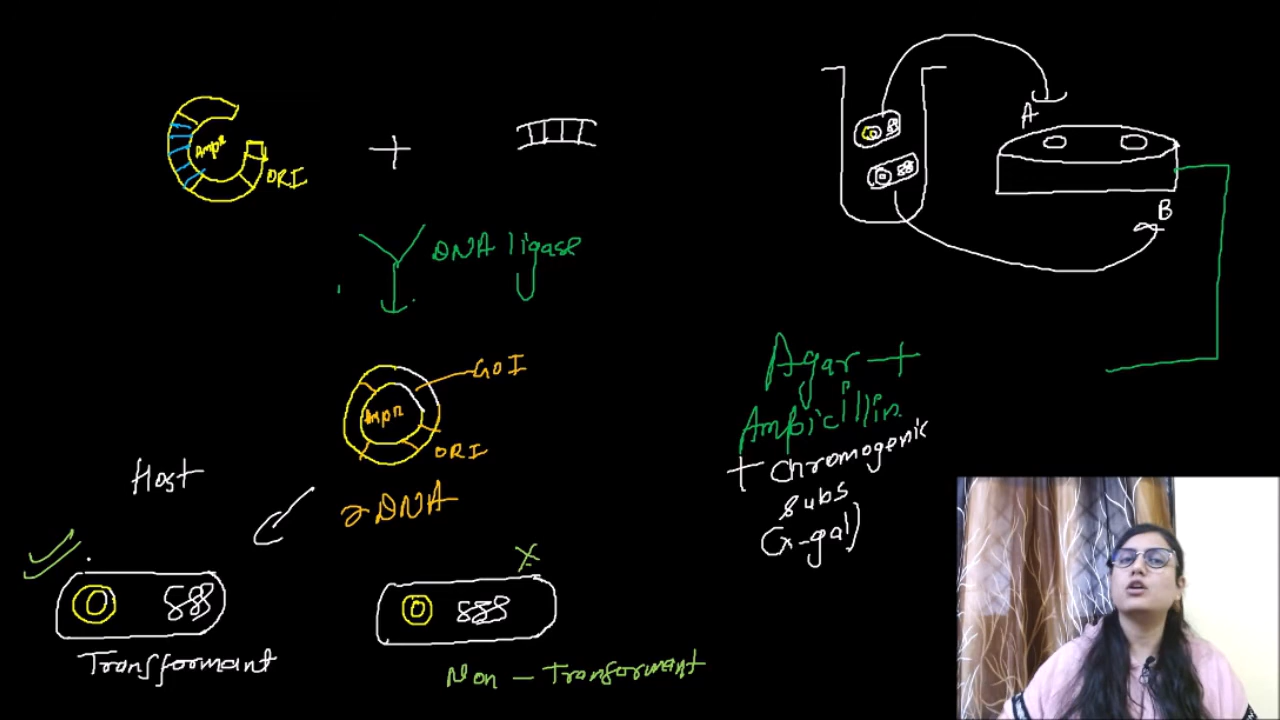 AmpR
ORI
+
DNA ligase
GOI
AmpR
ORI
rDNA
Host
Transformant
Non - Transformant
A
B
Agar +
Ampicillin
+ Chromogenic
subs
(x-gal)